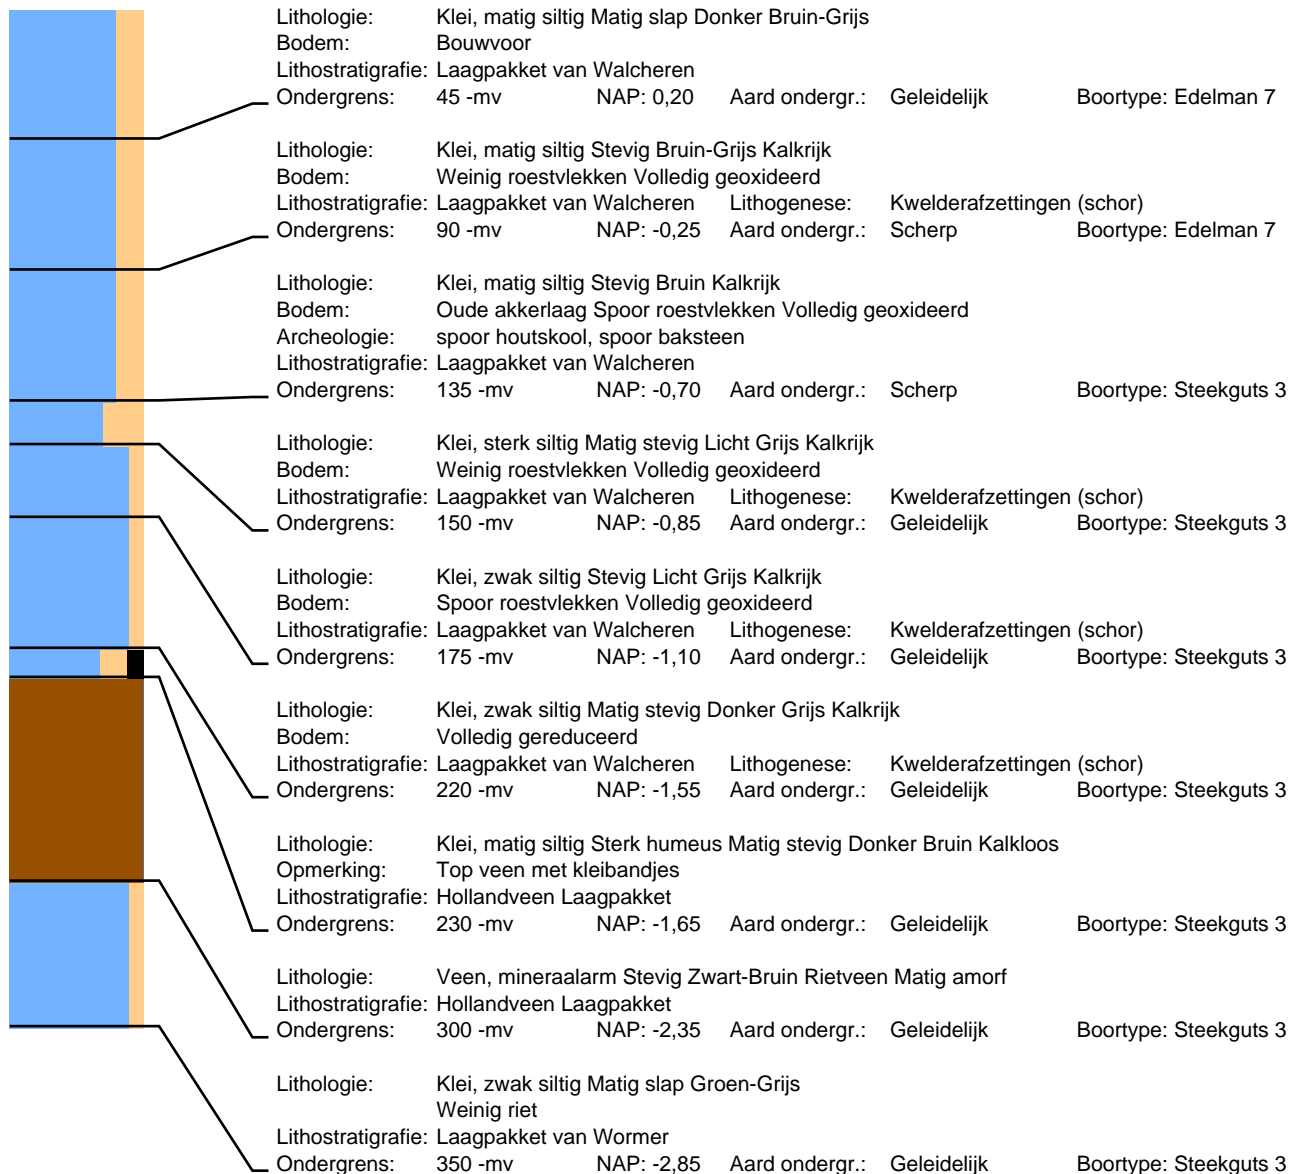 Lithologie: Klei, matig siltig Matig slap Donker Bruin-Grijs
Bodem: Bouwvoor
Lithostratigrafie: Laagpakket van Walcheren
Ondergrens: 45 -mv NAP: 0,20 Aard ondergr.: Geleidelijk Boortype: Edelman 7
Lithologie: Klei, matig siltig Stevig Bruin-Grijs Kalkrijk
Bodem: Weinig roestvlekken Volledig geoxideerd
Lithostratigrafie: Laagpakket van Walcheren Lithogenese: Kwelderafzettingen (schor)
Ondergrens: 90 -mv NAP: -0,25 Aard ondergr.: Scherp Boortype: Edelman 7
Lithologie: Klei, matig siltig Stevig Bruin Kalkrijk
Bodem: Oude akkerlaag Spoor roestvlekken Volledig geoxideerd
Archeologie: spoor houtskool, spoor baksteen
Lithostratigrafie: Laagpakket van Walcheren
Ondergrens: 135 -mv NAP: -0,70 Aard ondergr.: Scherp Boortype: Steekguts 3
Lithologie: Klei, sterk siltig Matig stevig Licht Grijs Kalkrijk
Bodem: Weinig roestvlekken Volledig geoxideerd
Lithostratigrafie: Laagpakket van Walcheren Lithogenese: Kwelderafzettingen (schor)
Ondergrens: 150 -mv NAP: -0,85 Aard ondergr.: Geleidelijk Boortype: Steekguts 3
Lithologie: Klei, zwak siltig Stevig Licht Grijs Kalkrijk
Bodem: Spoor roestvlekken Volledig geoxideerd
Lithostratigrafie: Laagpakket van Walcheren Lithogenese: Kwelderafzettingen (schor)
Ondergrens: 175 -mv NAP: -1,10 Aard ondergr.: Geleidelijk Boortype: Steekguts 3
Lithologie: Klei, zwak siltig Matig stevig Donker Grijs Kalkrijk
Bodem: Volledig gereduceerd
Lithostratigrafie: Laagpakket van Walcheren Lithogenese: Kwelderafzettingen (schor)
Ondergrens: 220 -mv NAP: -1,55 Aard ondergr.: Geleidelijk Boortype: Steekguts 3
Lithologie: Klei, matig siltig Sterk humeus Matig stevig Donker Bruin Kalkloos
Opmerking: Top veen met kleibandjes
Lithostratigrafie: Hollandveen Laagpakket
Ondergrens: 230 -mv NAP: -1,65 Aard ondergr.: Geleidelijk Boortype: Steekguts 3
Lithologie: Veen, mineraalarm Stevig Zwart-Bruin Rietveen Matig amorf
Lithostratigrafie: Hollandveen Laagpakket
Ondergrens: 300 -mv NAP: -2,35 Aard ondergr.: Geleidelijk Boortype: Steekguts 3
Lithologie: Klei, zwak siltig Matig slap Groen-Grijs
Weinig riet
Lithostratigrafie: Laagpakket van Wormer
Ondergrens: 350 -mv NAP: -2,85 Aard ondergr.: Geleidelijk Boortype: Steekguts 3